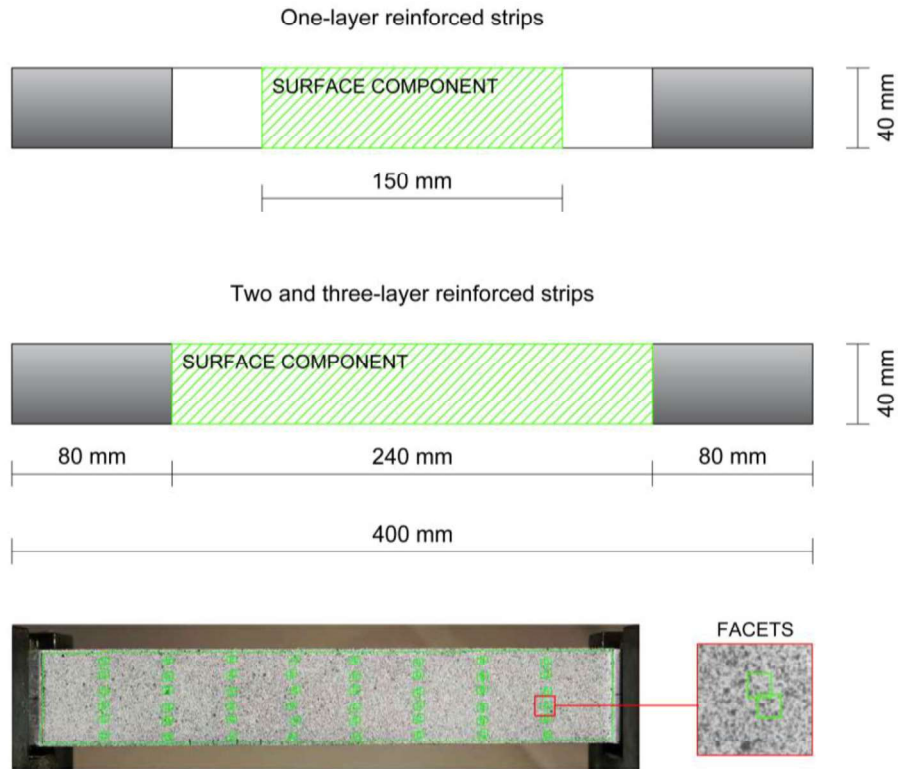 One-layer reinforced strips
SURFACE COMPONENT
40 mm
150 mm
Two and three-layer reinforced strips
SURFACE COMPONENT
40 mm
80 mm
240 mm
80 mm
400 mm
FACETS